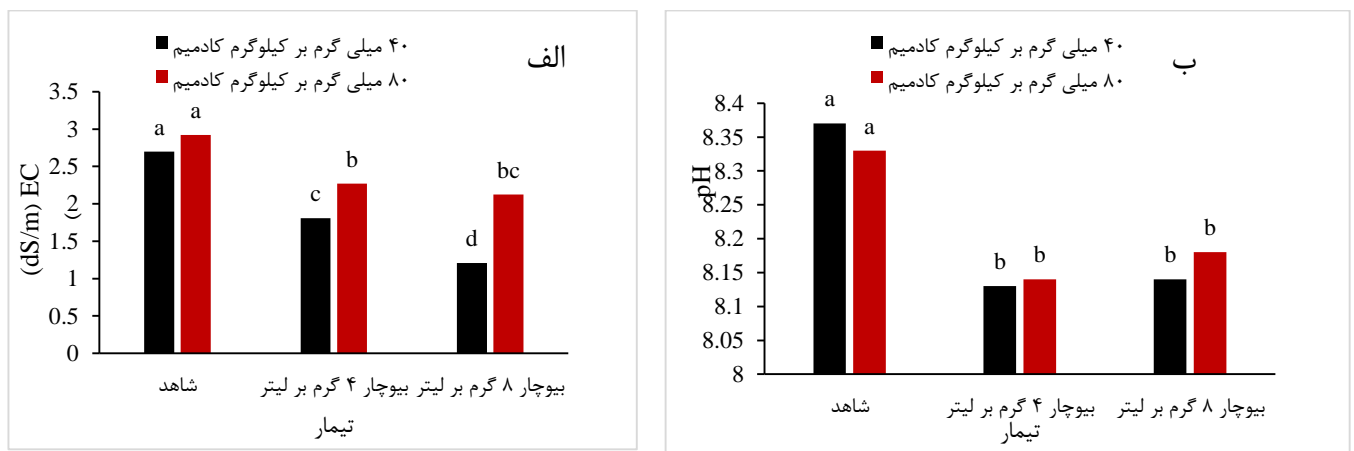 الف
۴۰ میلی گرم بر کیلوگرم کادمیم
۸۰ میلی گرم بر کیلوگرم کادمیم
(dS/m) EC
(
3.5
3
2.5
2
1.5
1
0.5
0
a a
c b
d bc
شاهد
بیوچار ۴ گرم بر لیتر
بیوچار ۸ گرم بر لیتر
تیمار
ب
۴۰ میلی گرم بر کیلوگرم کادمیم
۸۰ میلی گرم بر کیلوگرم کادمیم
pH
8.4
8.35
8.3
8.25
8.2
8.15
8.1
8.05
8
a a
b b
b b
شاهد
بیوچار ۴ گرم بر لیتر
بیوچار ۸ گرم بر لیتر
تیمار